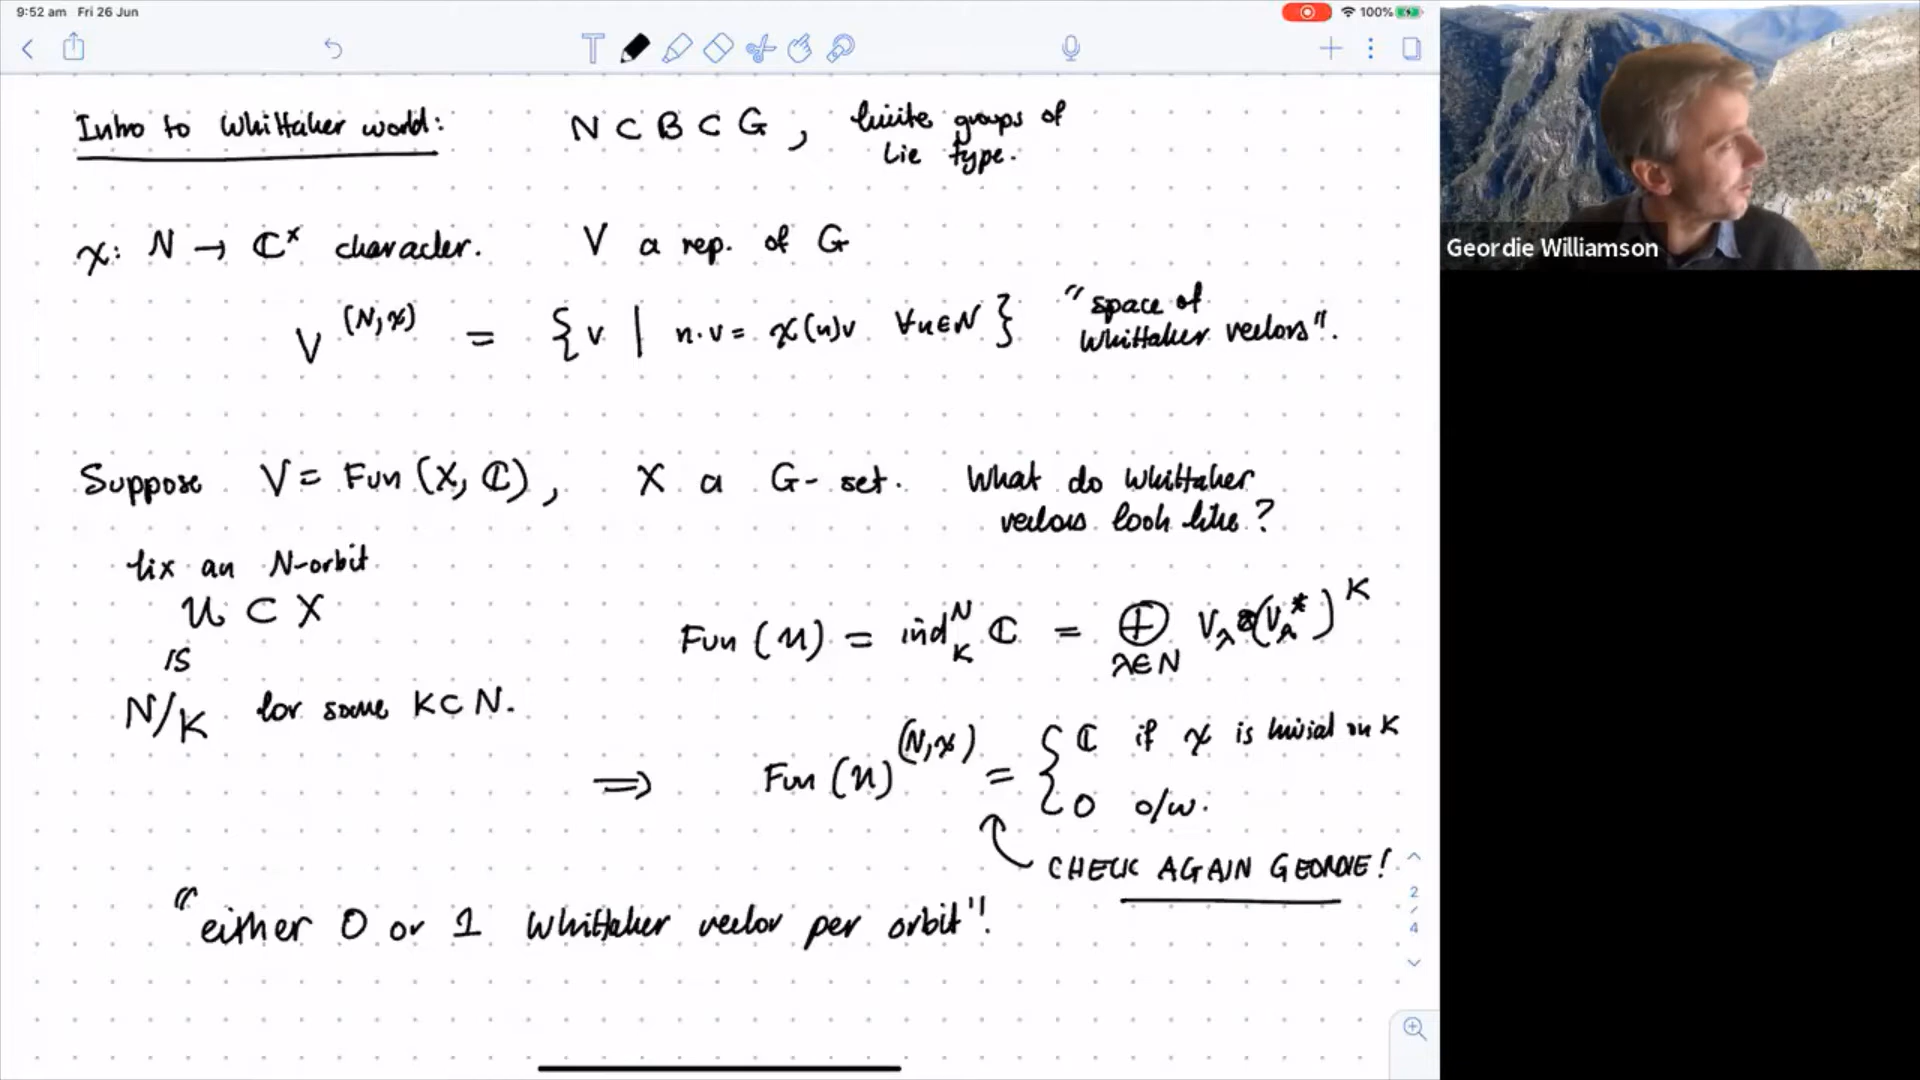 9:52 am Fri 26 Jun
100%
Intro to Whittaker world: N ⊂ B ⊂ G, finite groups of
Lie type.
χ: N → ℂ^× character. V a rep. of G
V^(N,χ) = { v | n·v = χ(n)v ∀n∈N } "space of
Whittaker vectors".
Suppose V = Fun(X, ℂ), X a G-set. What do Whittaker
vectors look like?
fix an N-orbit
U ⊂ X
Fun(U) = ind_K^N ℂ = ⊕_{λ∈N} V_λ ⊗ (V_λ^*)^K
N/K for some K ⊂ N.
⇒ Fun(U)^(N,χ) = { ℂ if χ is trivial on K
0 o/w.
CHECK AGAIN GEORDIE!
"either 0 or 1 Whittaker vector per orbit"!
2
/
4
Geordie Williamson